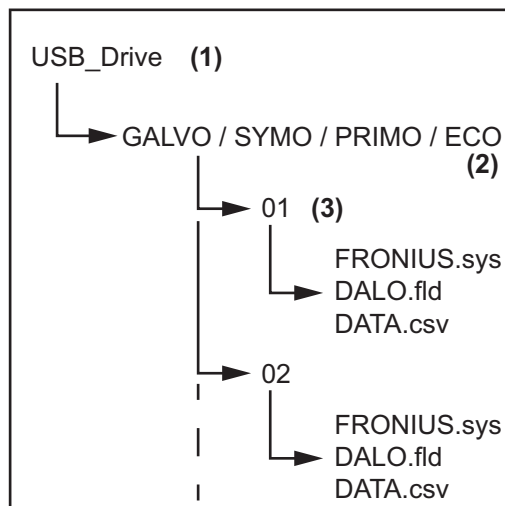 USB_Drive (1)
GALVO / SYMO / PRIMO / ECO
(2)
01 (3)
FRONIUS.sys
DALO.fld
DATA.csv
02
FRONIUS.sys
DALO.fld
DATA.csv